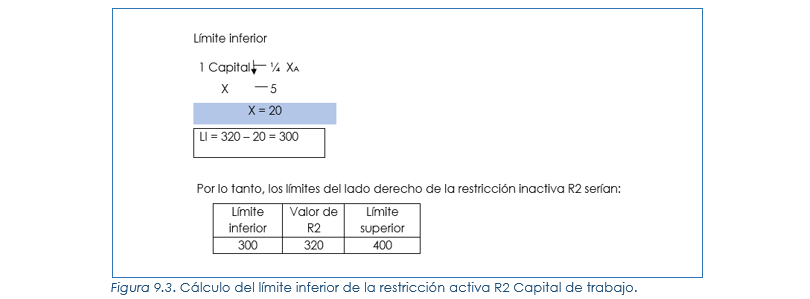 Límite inferior
1 Capital ¼ XA
X 5
X = 20
LI = 320 – 20 = 300
Por lo tanto, los límites del lado derecho de la restricción inactiva R2 serían:
Límite inferior Valor de R2 Límite superior
300 320 400
Figura 9.3. Cálculo del límite inferior de la restricción activa R2 Capital de trabajo.